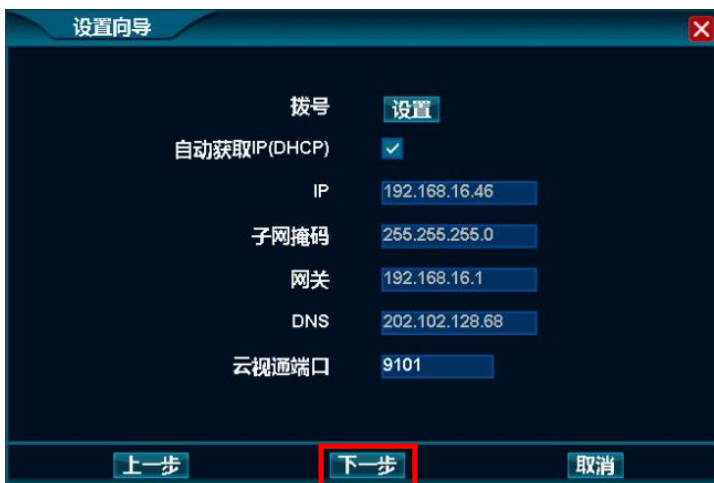 设置向导
拨号 设置
自动获取IP(DHCP)
IP 192.168.16.46
子网掩码 255.255.255.0
网关 192.168.16.1
DNS 202.102.128.68
云视通端口 9101
上一步 下一步 取消